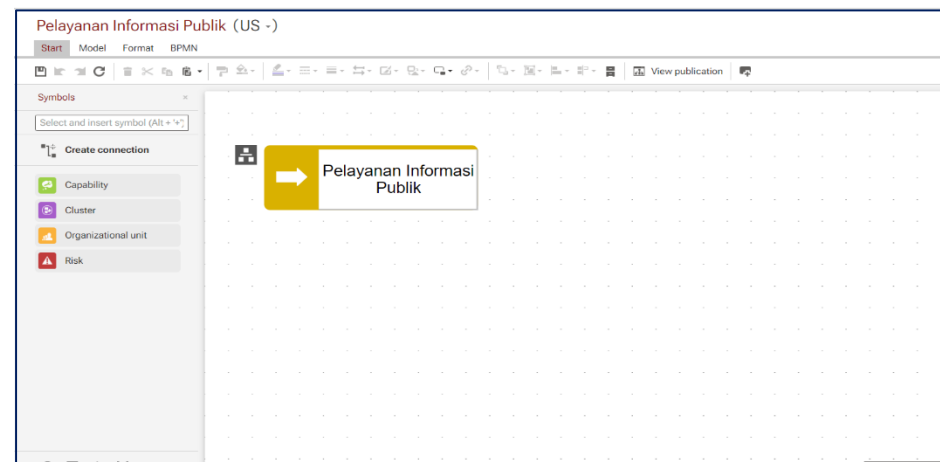 Pelayanan Informasi Publik (US -)
Start Model Format BPMN
View publication
Symbols ×
Select and insert symbol (Alt + '+')
Create connection
Capability
Cluster
Organizational unit
Risk
Pelayanan Informasi
Publik